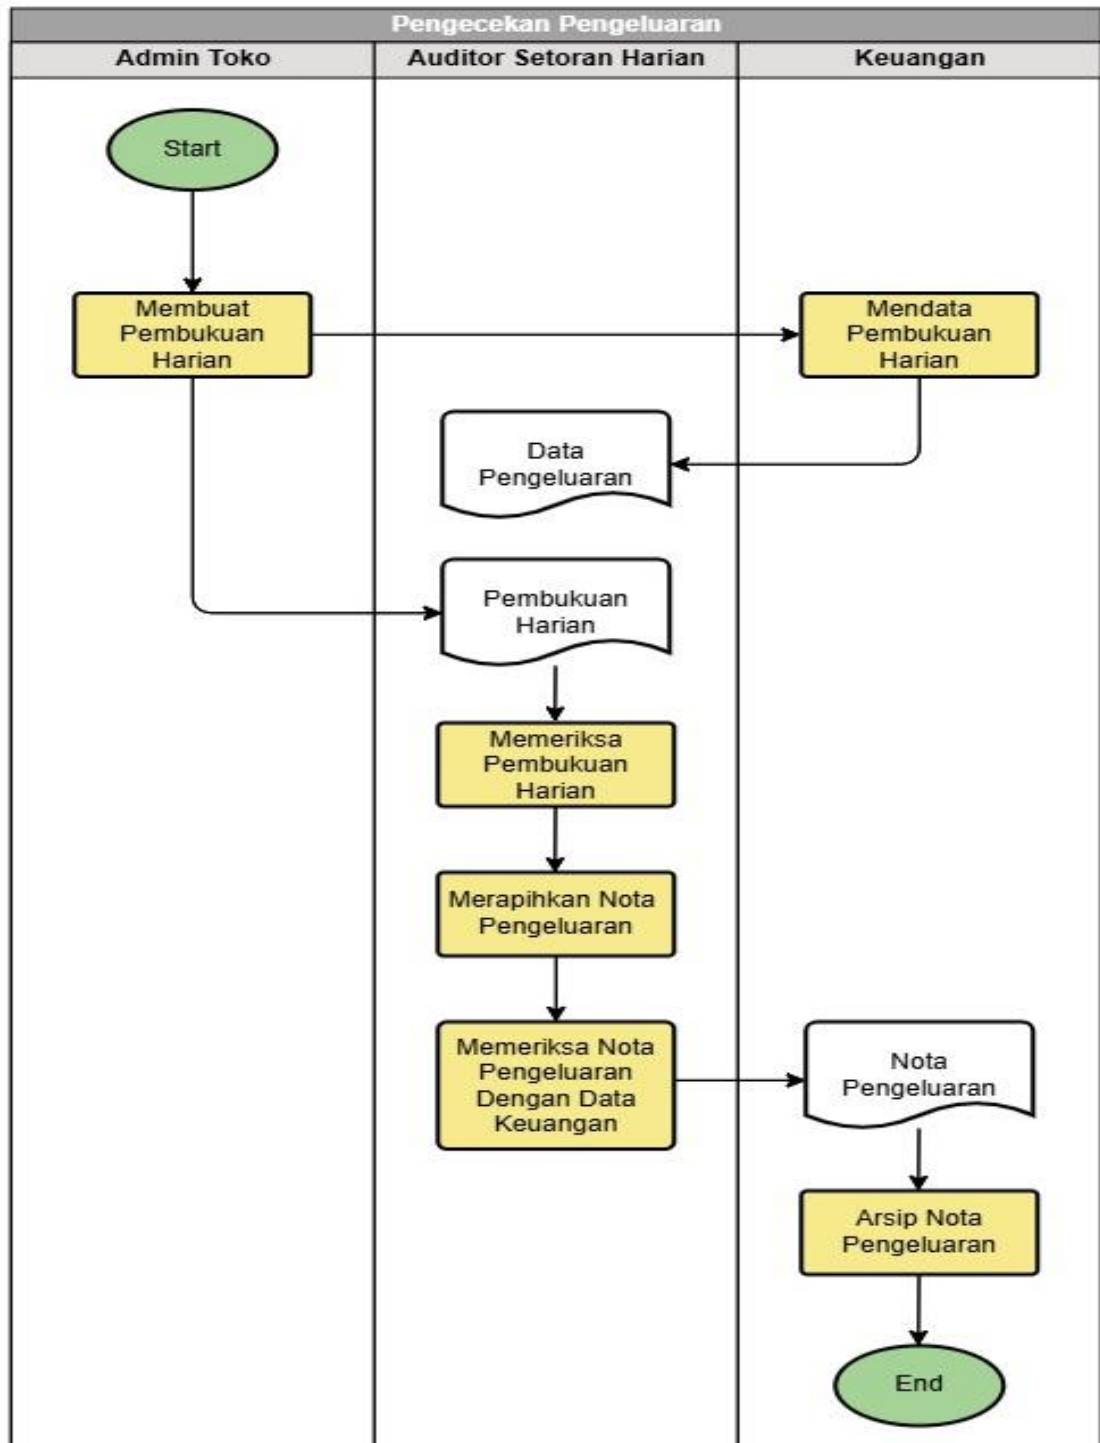 Pengecekan Pengeluaran
Admin Toko
Auditor Setoran Harian
Keuangan
Start
Membuat
Pembukuan
Harian
Mendata
Pembukuan
Harian
Data
Pengeluaran
Pembukuan
Harian
Memeriksa
Pembukuan
Harian
Merapihkan Nota
Pengeluaran
Memeriksa Nota
Pengeluaran
Dengan Data
Keuangan
Nota
Pengeluaran
Arsip Nota
Pengeluaran
End